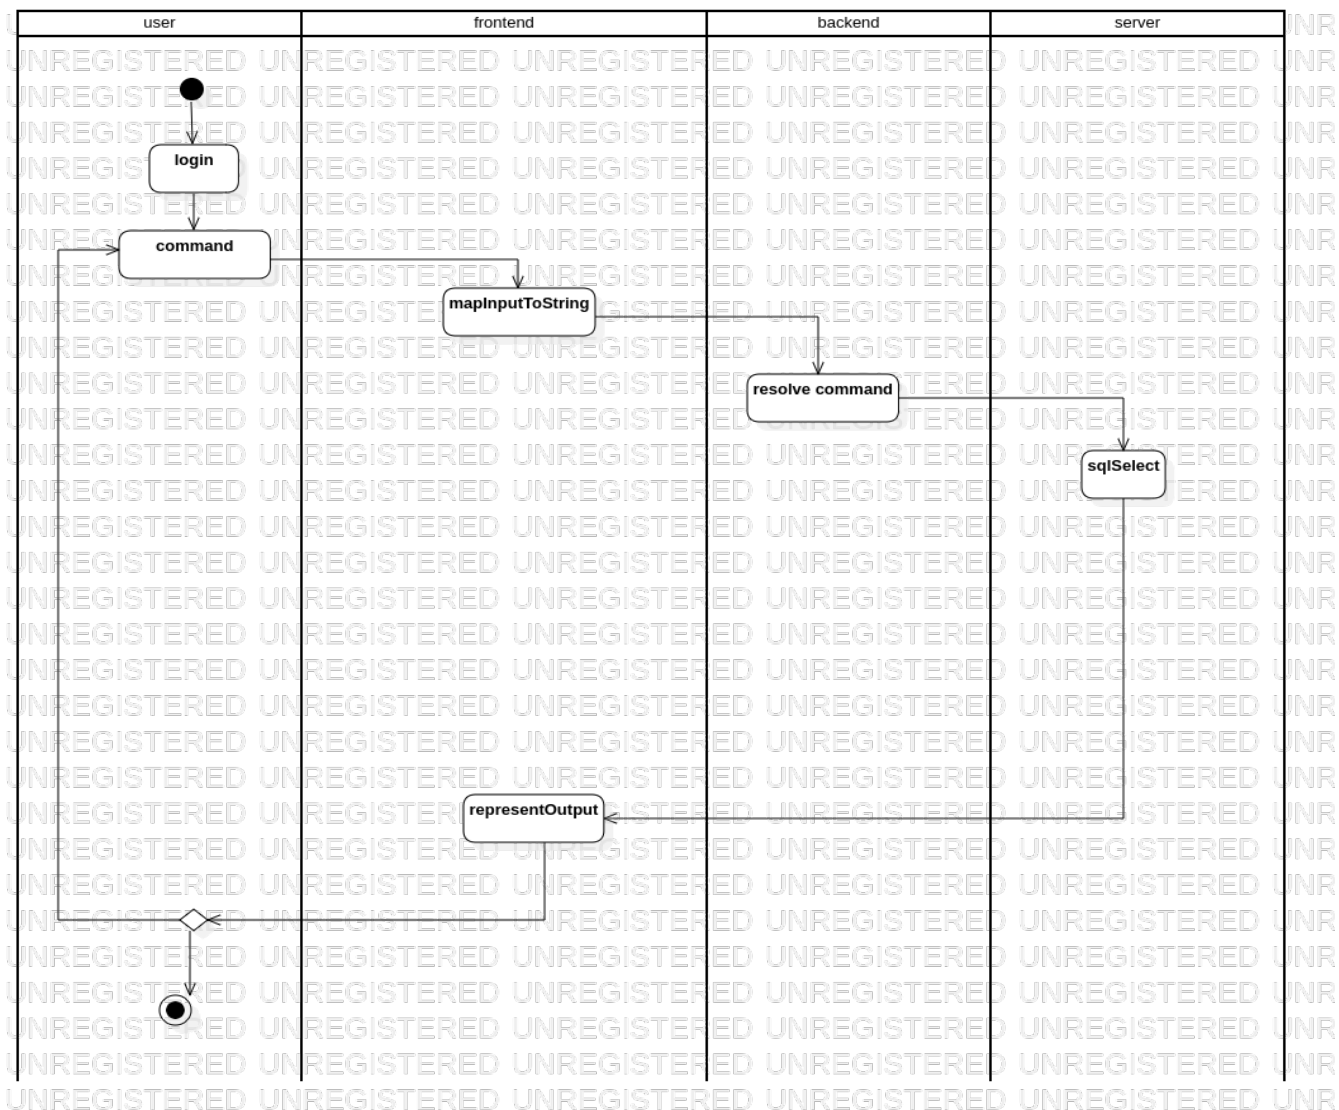 user
frontend
backend
server
login
command
mapInputToString
resolve command
sqlSelect
representOutput
UNREGISTERED